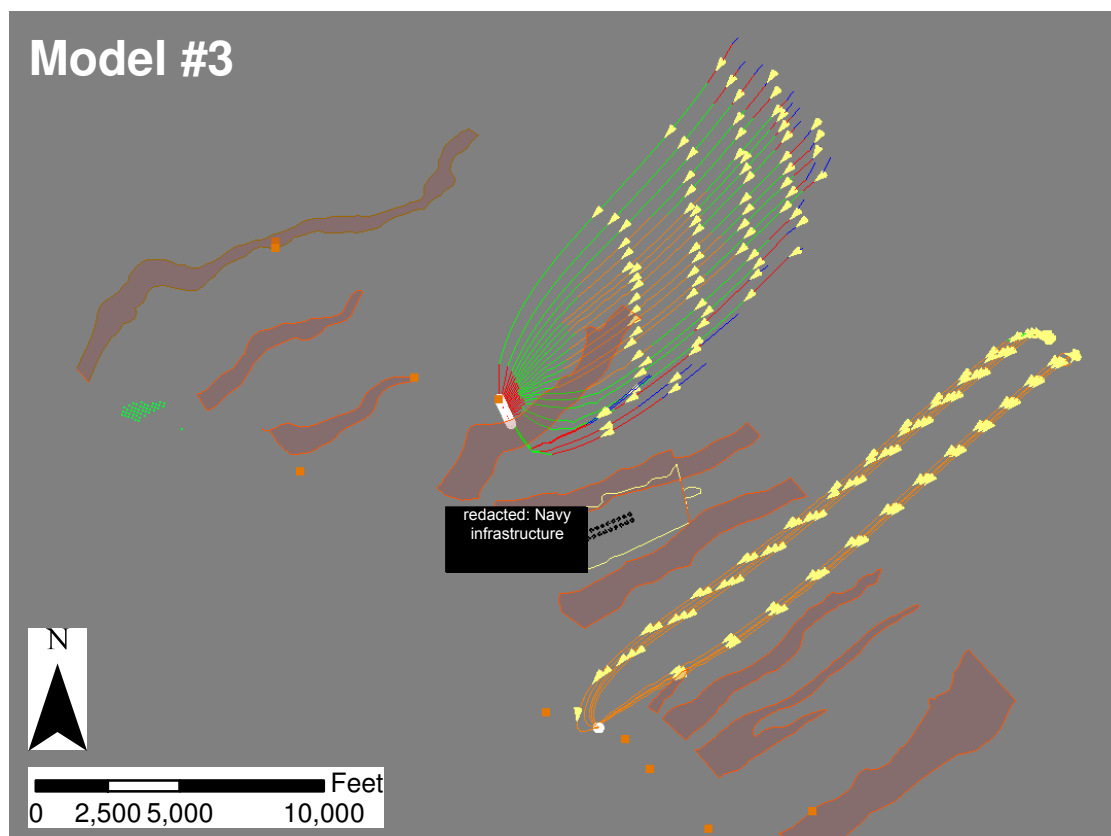 Model #3
redacted: Navy
infrastructure
N
Feet
0 2,500 5,000 10,000